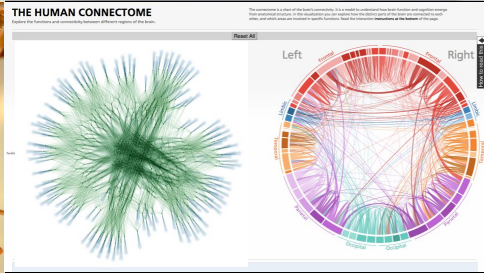 THE HUMAN CONNECTOME
Explore the functions and connectivity between different regions of the brain.
The connectome is a chart of the brain's connectivity. It is a model to understand how brain function and cognition emerge
from anatomical structure. In this visualization you can explore how the distinct parts of the brain are connected to each
other, and which areas are involved in specific functions. Read the interaction instructions at the bottom of the page.
Reset All
Left
Right
How to read this
Frontal
Frontal
Limbic
Limbic
Temporal
Temporal
Parietal
Parietal
Occipital
Occipital